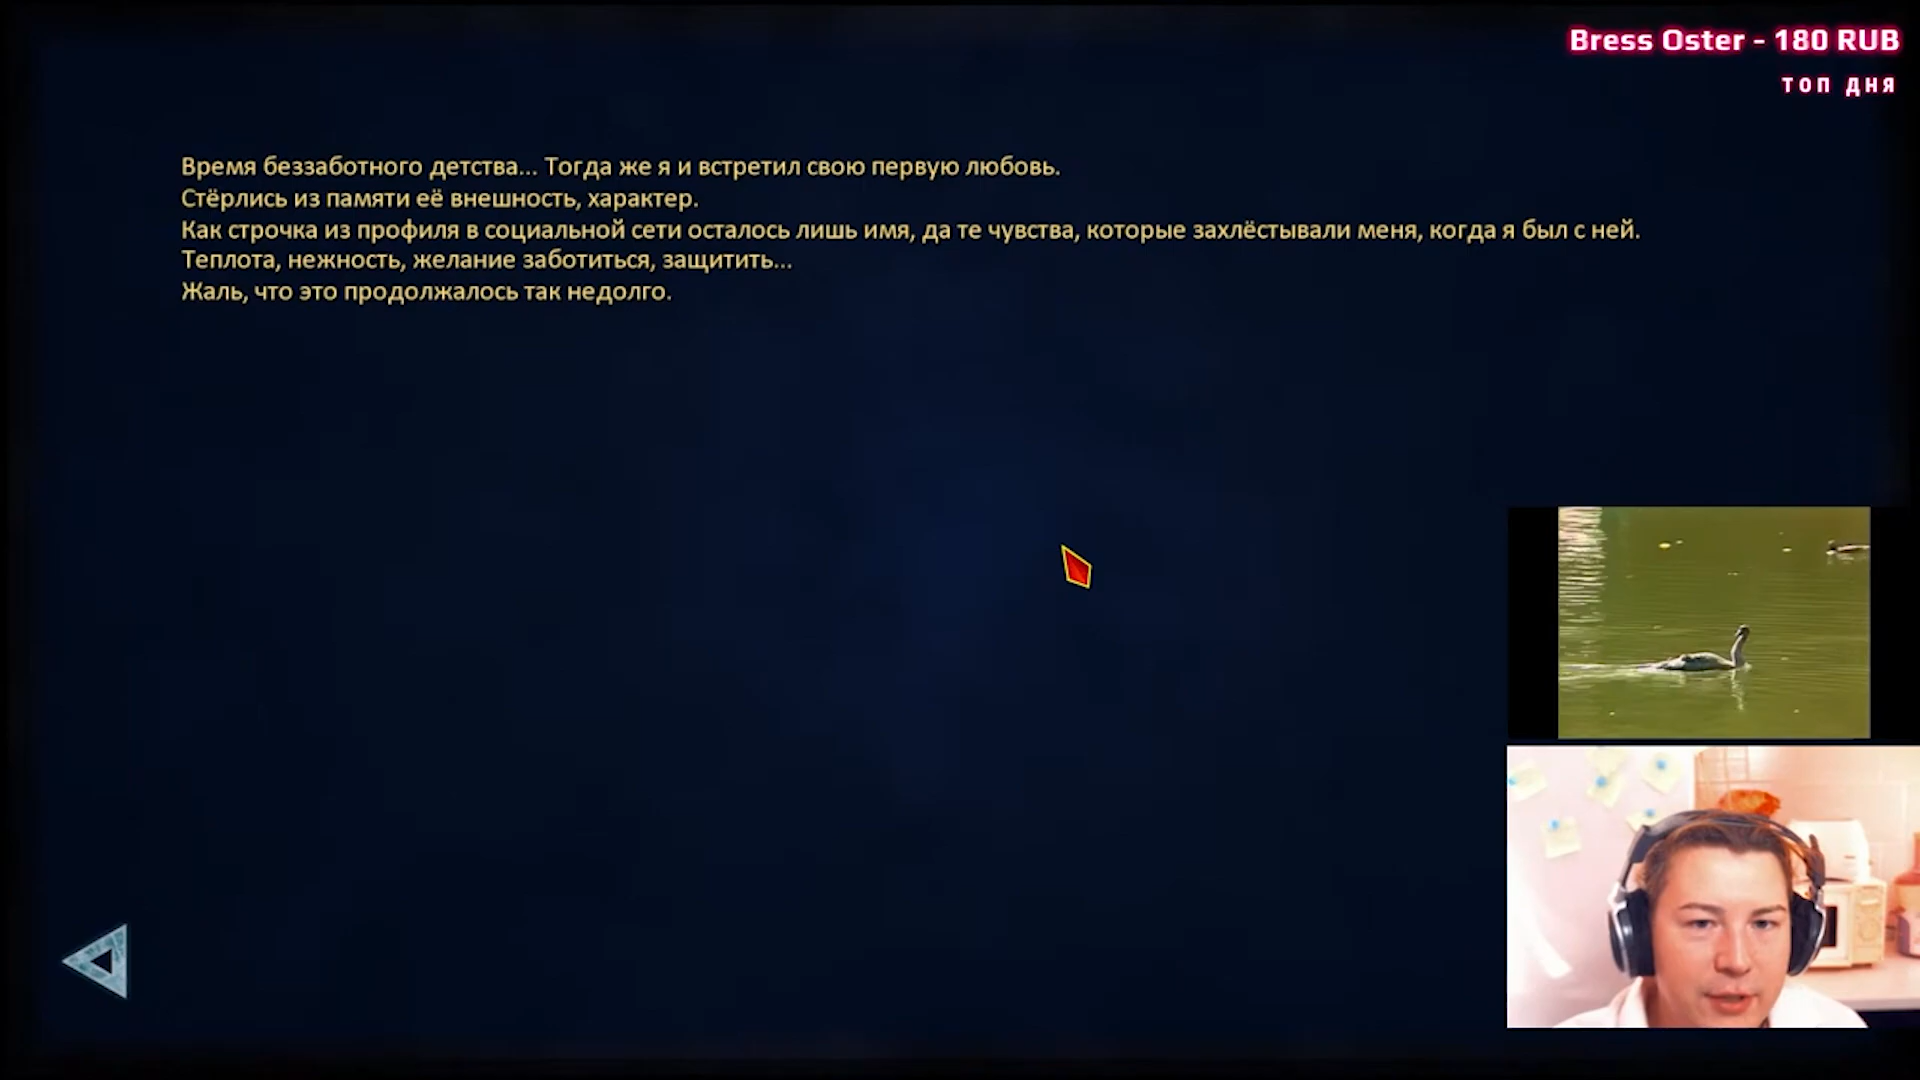 Bress Oster - 180 RUB
топ дня
Время беззаботного детства... Тогда же я и встретил свою первую любовь.
Стёрлись из памяти её внешность, характер.
Как строчка из профиля в социальной сети осталось лишь имя, да те чувства, которые захлёстывали меня, когда я был с ней.
Теплота, нежность, желание заботиться, защитить...
Жаль, что это продолжалось так недолго.